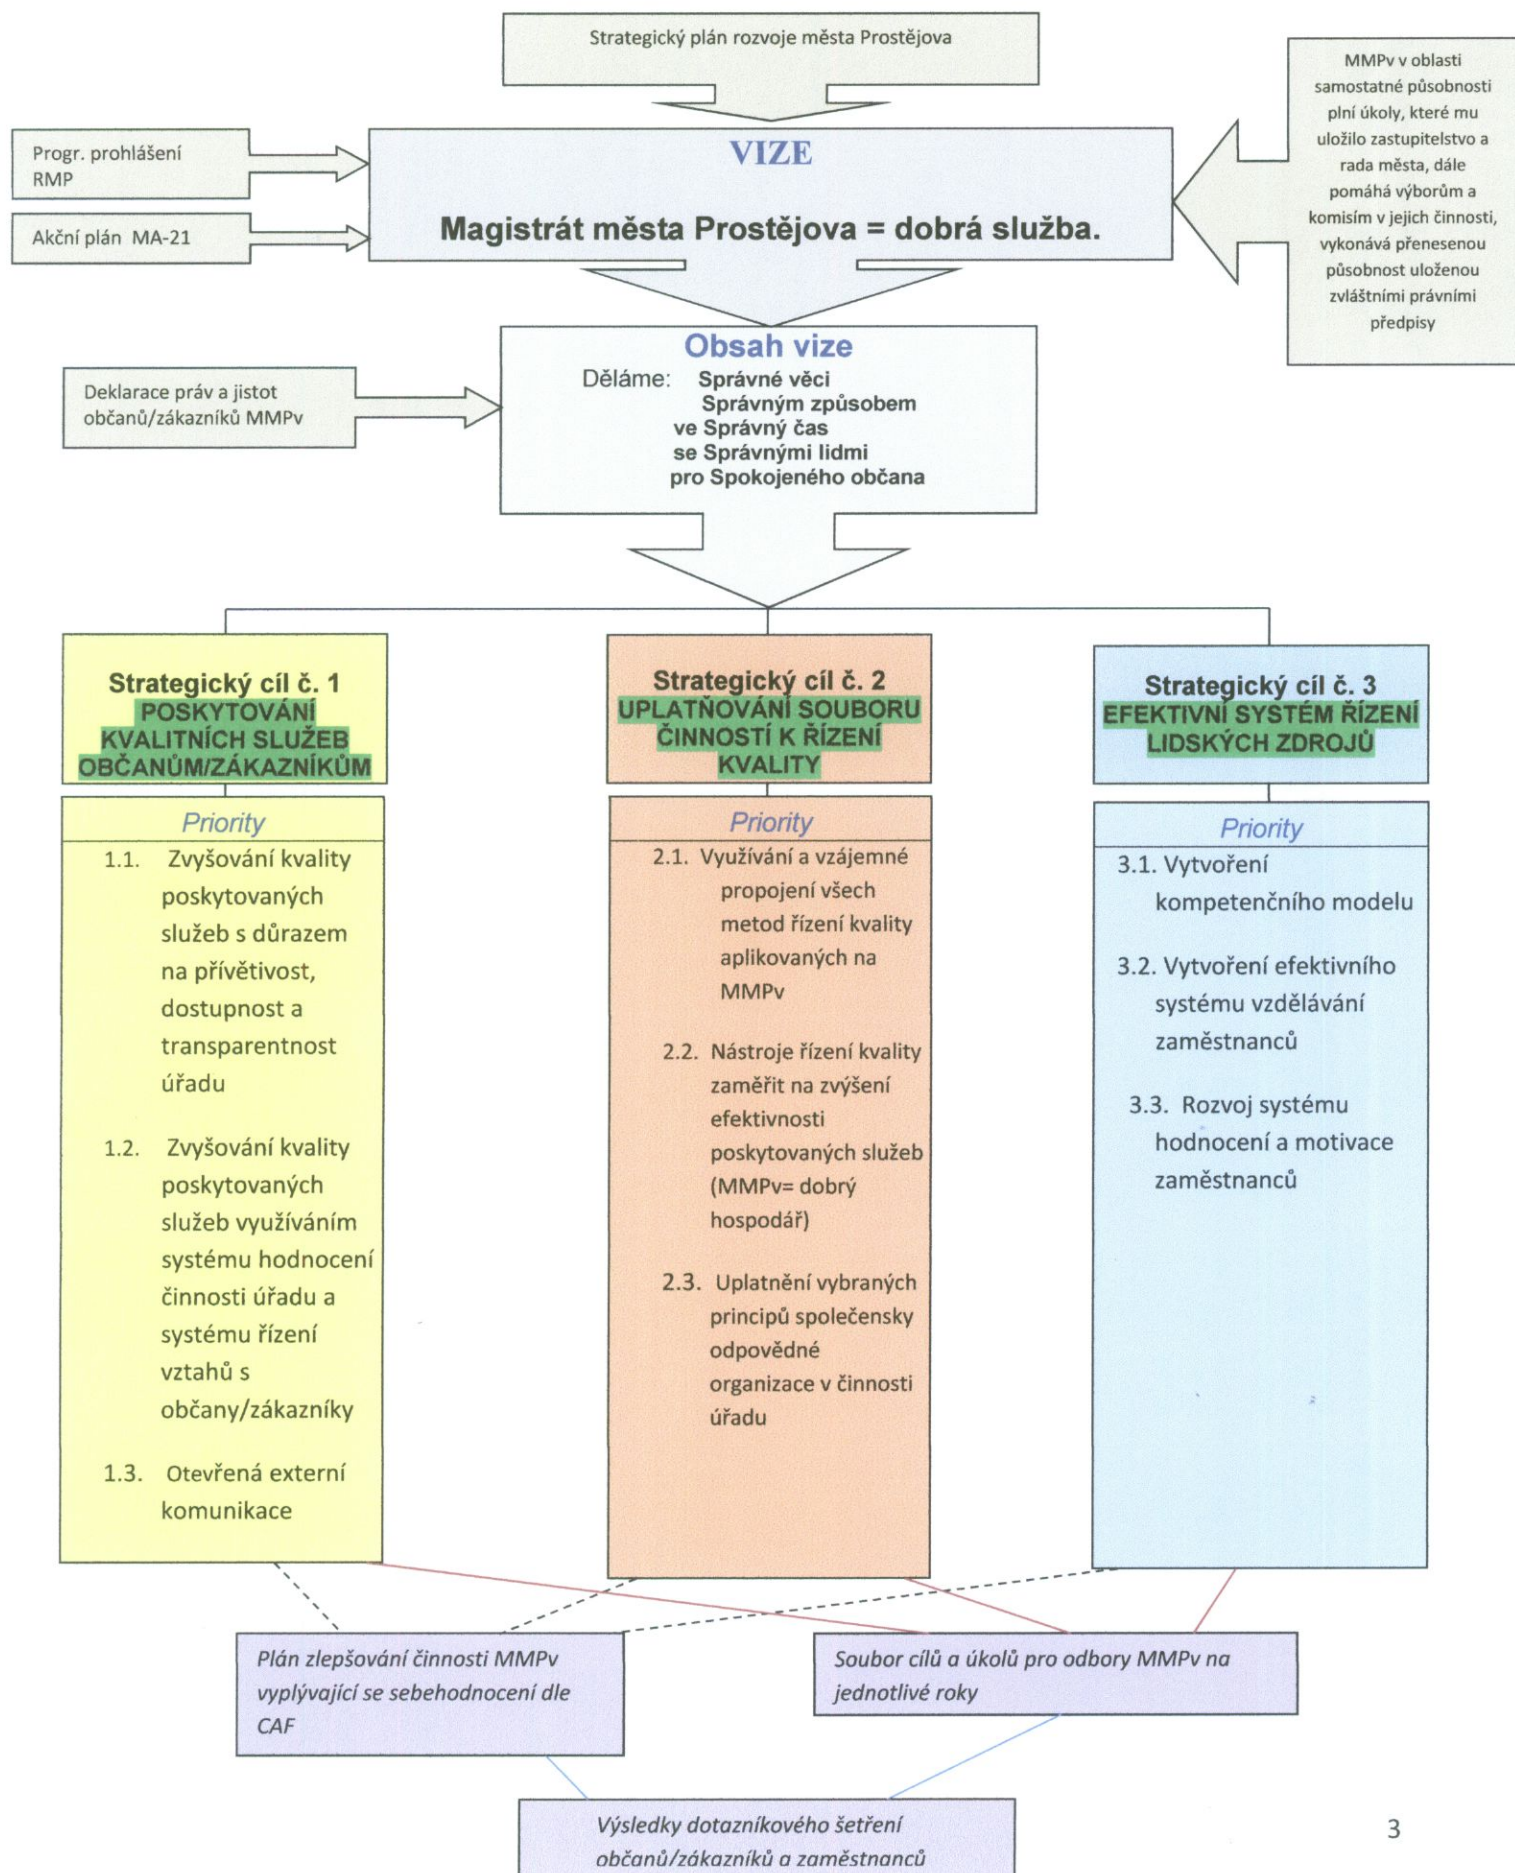 Strategický plán rozvoje města Prostějova
Progr. prohlášení
RMP
Akční plán MA-21
VIZE
Magistrát města Prostějova = dobrá služba.
MMPv v oblasti
samostatné působnosti
plní úkoly, které mu
uložilo zastupitelstvo a
rada města, dále
pomáhá výborům a
komisím v jejich činnosti,
vykonává přenesenou
působnost uloženou
zvláštními právními
předpisy
Deklarace práv a jistot
občanů/zákazníků MMPv
Obsah vize
Děláme: Správné věci
Správným způsobem
ve Správný čas
se Správnými lidmi
pro Spokojeného občana
Strategický cíl č. 1
POSKYTOVÁNÍ
KVALITNÍCH SLUŽEB
OBČANŮM/ZÁKAZNÍKŮM
Priority
1.1. Zvyšování kvality
poskytovaných
služeb s důrazem
na přívětivost,
dostupnost a
transparentnost
úřadu
1.2. Zvyšování kvality
poskytovaných
služeb využíváním
systému hodnocení
činnosti úřadu a
systému řízení
vztahů s
občany/zákazníky
1.3. Otevřená externí
komunikace
Strategický cíl č. 2
UPLATŇOVÁNÍ SOUBORU
ČINNOSTÍ K ŘÍZENÍ
KVALITY
Priority
2.1. Využívání a vzájemné
propojení všech
metod řízení kvality
aplikovaných na
MMPv
2.2. Nástroje řízení kvality
zaměřit na zvýšení
efektivnosti
poskytovaných služeb
(MMPv= dobrý
hospodář)
2.3. Uplatnění vybraných
principů společensky
odpovědné
organizace v činnosti
úřadu
Strategický cíl č. 3
EFEKTIVNÍ SYSTÉM ŘÍZENÍ
LIDSKÝCH ZDROJŮ
Priority
3.1. Vytvoření
kompetenčního modelu
3.2. Vytvoření efektivního
systému vzdělávání
zaměstnanců
3.3. Rozvoj systému
hodnocení a motivace
zaměstnanců
Plán zlepšování činnosti MMPv
vyplývající se sebehodnocení dle
CAF
Soubor cílů a úkolů pro odbory MMPv na
jednotlivé roky
Výsledky dotazníkového šetření
občanů/zákazníků a zaměstnanců
3